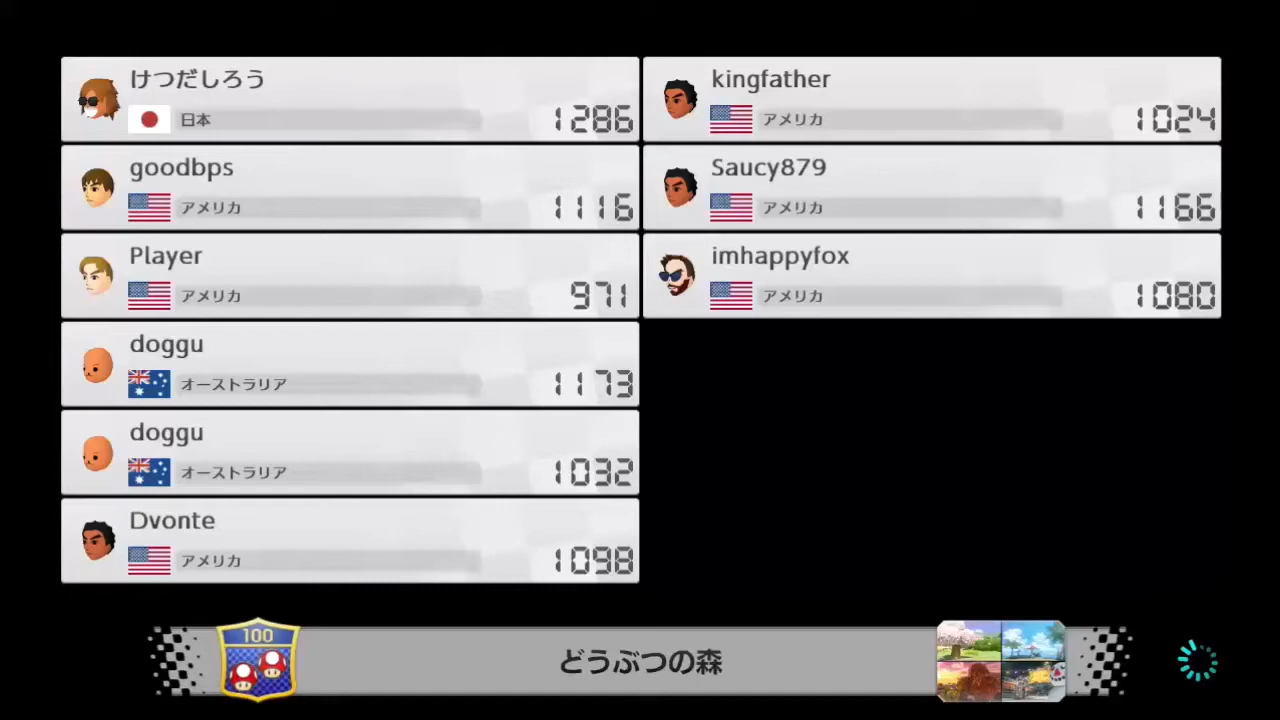 けつだしろう
日本
1286
goodbps
アメリカ
1116
Player
アメリカ
971
doggu
オーストラリア
1173
doggu
オーストラリア
1032
Dvonte
アメリカ
1098
kingfather
アメリカ
1024
Saucy879
アメリカ
1166
imhappyfox
アメリカ
1080
100
どうぶつの森